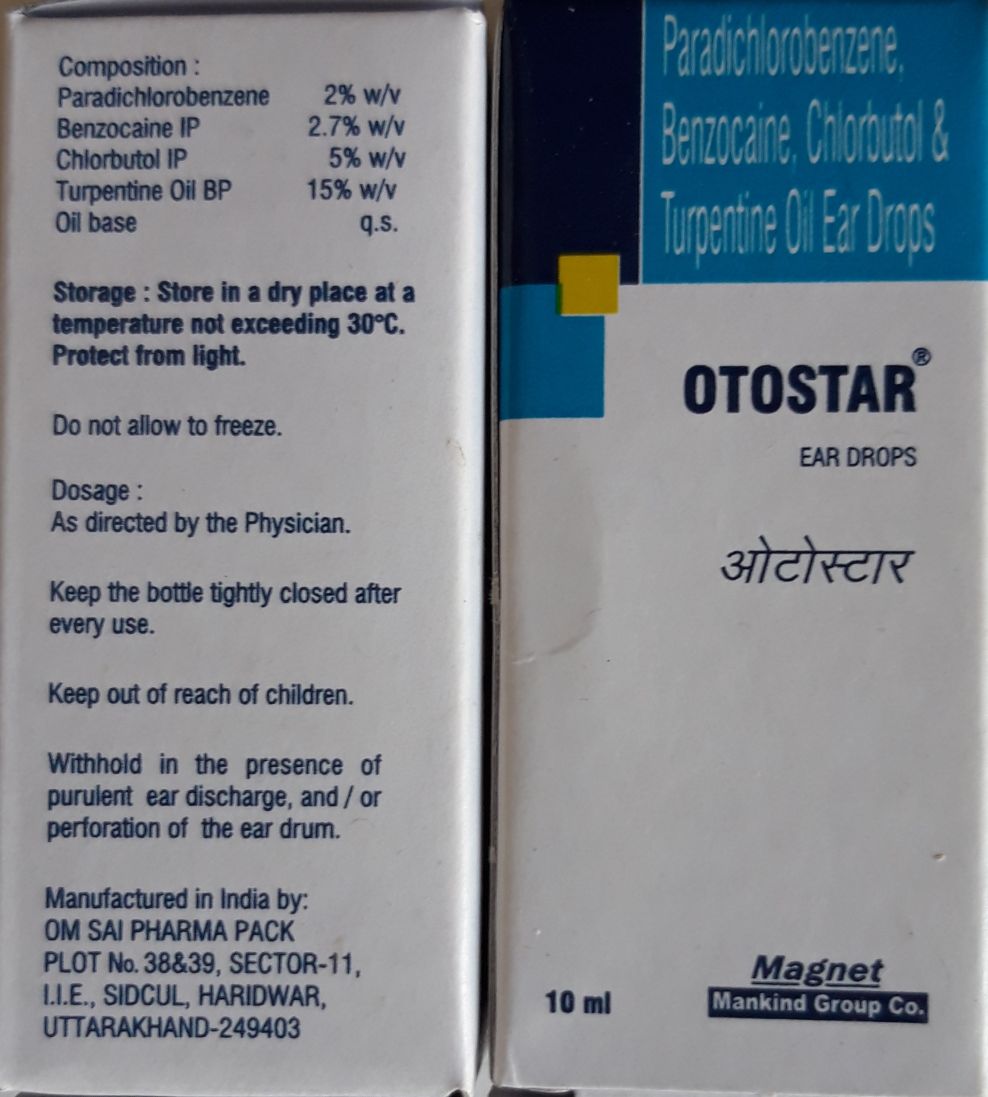 Composition :
Paradichlorobenzene 2% w/v
Benzocaine IP 2.7% w/v
Chlorbutol IP 5% w/v
Turpentine Oil BP 15% w/v
Oil base q.s.
Storage : Store in a dry place at a
temperature not exceeding 30°C.
Protect from light.
Do not allow to freeze.
Dosage :
As directed by the Physician.
Keep the bottle tightly closed after
every use.
Keep out of reach of children.
Withhold in the presence of
purulent ear discharge, and / or
perforation of the ear drum.
Manufactured in India by:
OM SAI PHARMA PACK
PLOT No. 38&39, SECTOR-11,
I.I.E., SIDCUL, HARIDWAR,
UTTARAKHAND-249403
Paradichlorobenzene,
Benzocaine, Chlorbutol &
Turpentine Oil Ear Drops
OTOSTAR®
EAR DROPS
ओटोस्टार
10 ml
Magnet
Mankind Group Co.